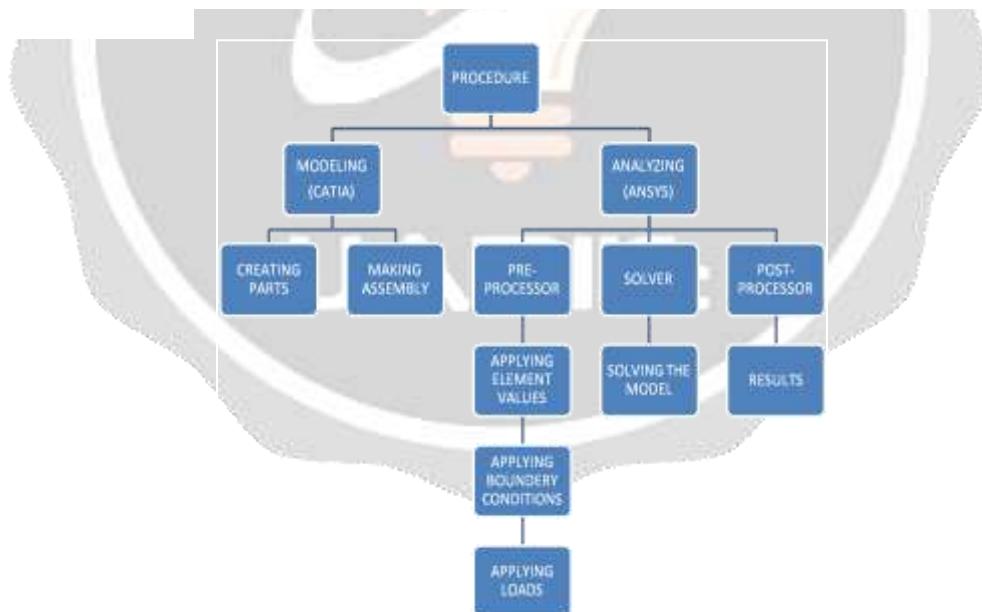 PROCEDURE
MODELING
(CATIA)
ANALYZING
(ANSYS)
CREATING
PARTS
MAKING
ASSEMBLY
PRE-
PROCESSOR
SOLVER
POST-
PROCESSOR
APPLYING
ELEMENT
VALUES
SOLVING THE
MODEL
RESULTS
APPLYING
BOUNDERY
CONDITIONS
APPLYING
LOADS